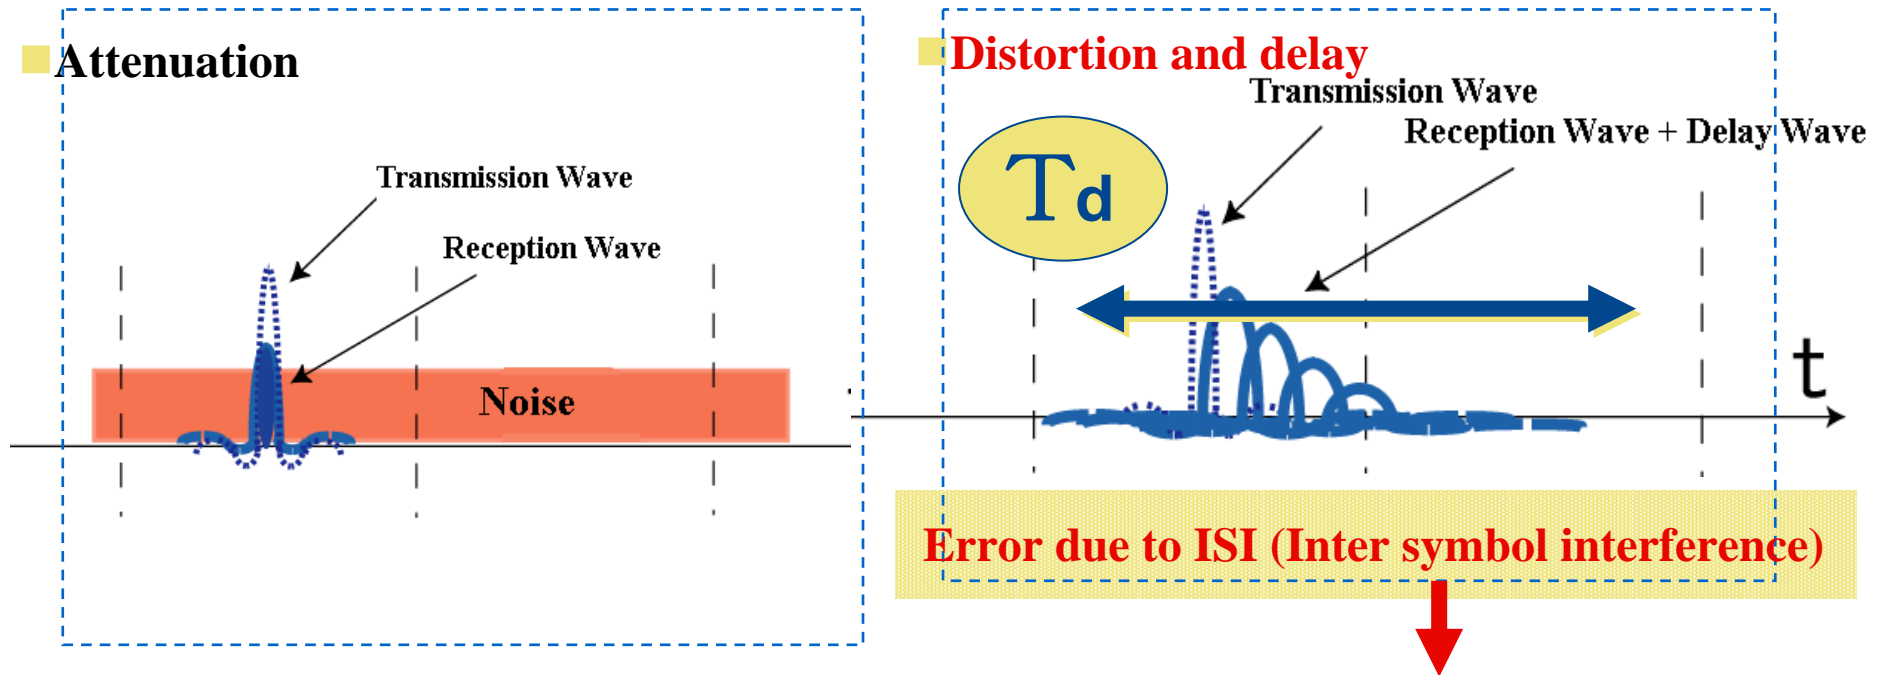 Attenuation
Transmission Wave
Reception Wave
Noise
Distortion and delay
Transmission Wave
Reception Wave + Delay Wave
Td
t
Error due to ISI (Inter symbol interference)